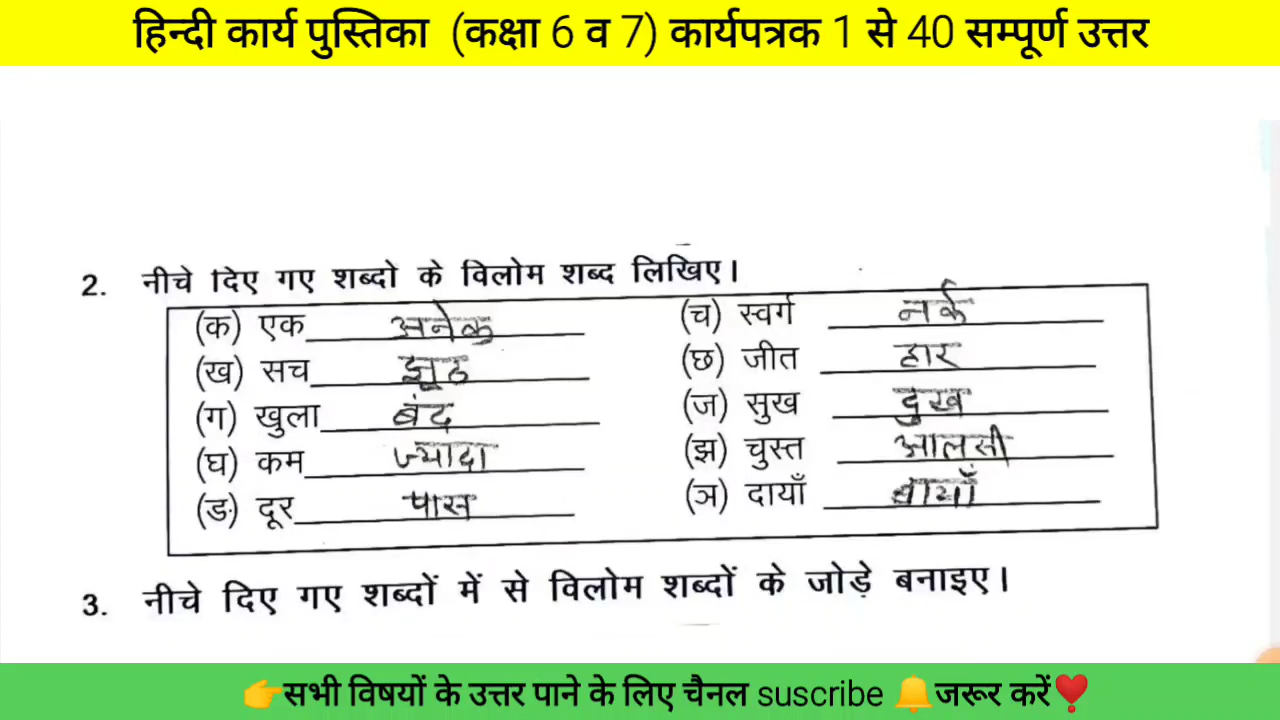 हिन्दी कार्य पुस्तिका (कक्षा 6 व 7) कार्यपत्रक 1 से 40 सम्पूर्ण उत्तर
2. नीचे दिए गए शब्दो के विलोम शब्द लिखिए।
(क) एक अनेक
(ख) सच झूठ
(ग) खुला बंद
(घ) कम ज्यादा
(ङ) दूर पास
(च) स्वर्ग नर्क
(छ) जीत हार
(ज) सुख दुख
(झ) चुस्त आलसी
(ञ) दायाँ बायाँ
3. नीचे दिए गए शब्दों में से विलोम शब्दों के जोड़े बनाइए।
👉सभी विषयों के उत्तर पाने के लिए चैनल suscribe 🔔जरूर करें❣️